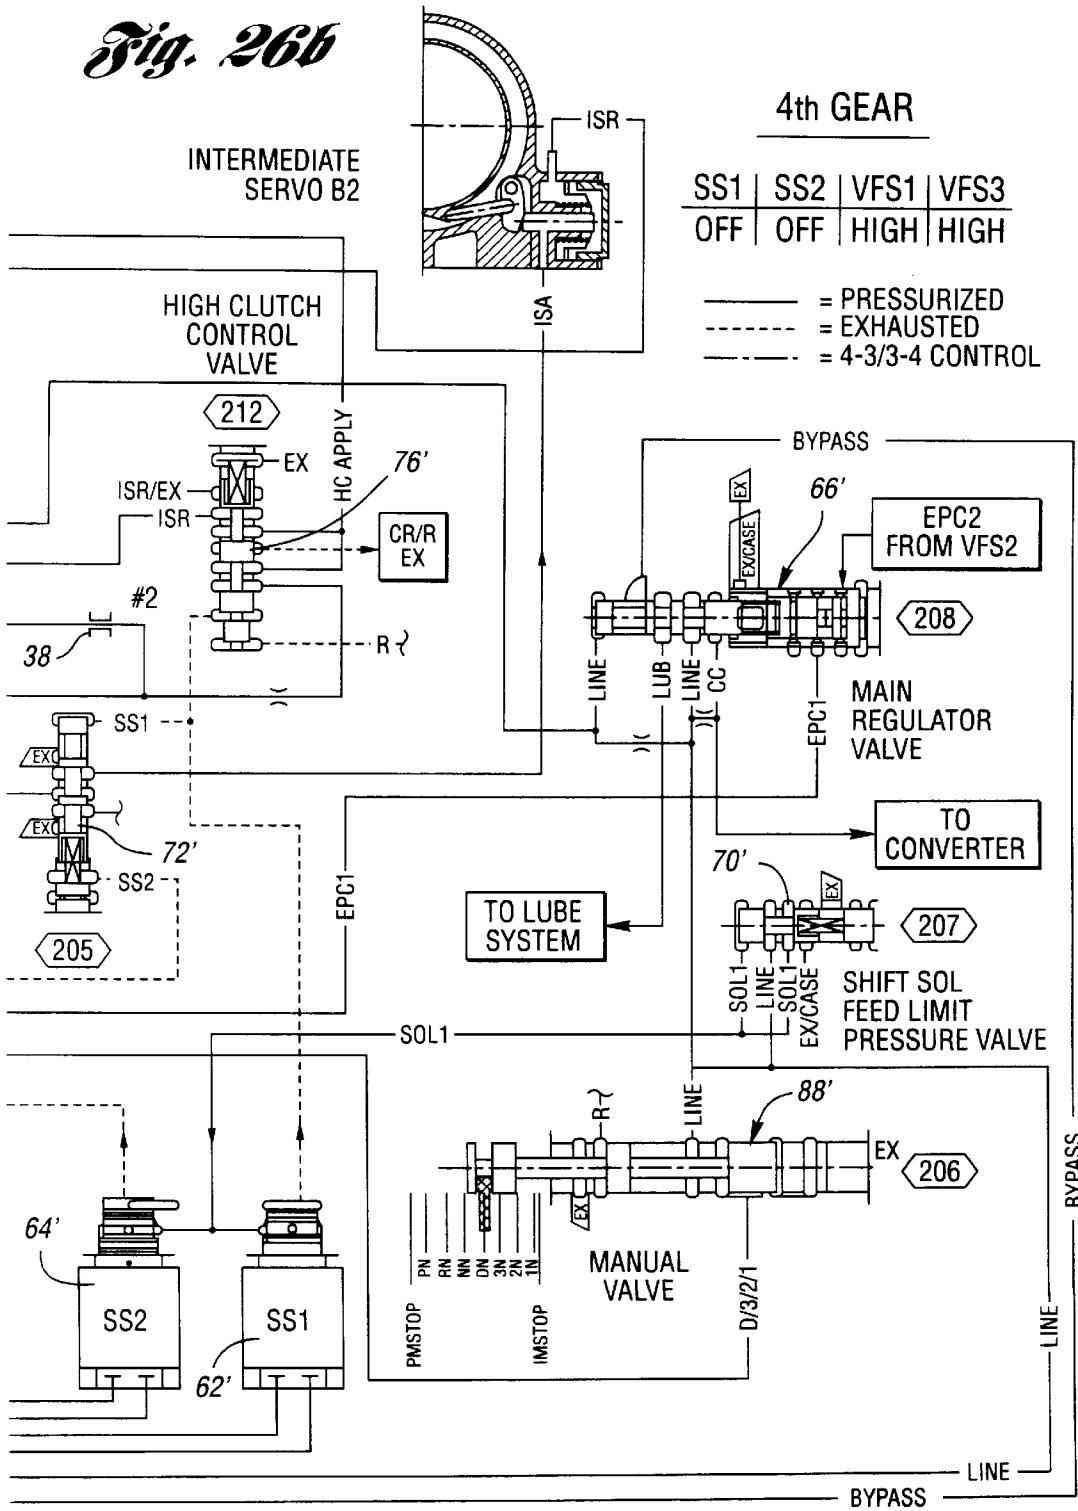 Fig. 26b
INTERMEDIATE
SERVO B2
ISR
4th GEAR
SS1 SS2 VFS1 VFS3
OFF OFF HIGH HIGH
= PRESSURIZED
= EXHAUSTED
= 4-3/3-4 CONTROL
ISA
HIGH CLUTCH
CONTROL
VALVE
212
HC APPLY
EX
76'
ISR/EX
ISR
CR/R
EX
#2
38
R
BYPASS
EX
EX/CASE
66'
EPC2
FROM VFS2
208
LINE
LUB
LINE
CC
EPC1
MAIN
REGULATOR
VALVE
SS1
EX
EX
72'
SS2
205
EPC1
TO
CONVERTER
TO LUBE
SYSTEM
70'
EX
207
SOL1
LINE
SOL1
EX/CASE
SHIFT SOL
FEED LIMIT
PRESSURE VALVE
SOL1
R
LINE
88'
EX
206
EX
MANUAL
VALVE
PMSTOP
PN
RN
NN
DN
3N
2N
1N
IMSTOP
D/3/2/1
64'
SS2
SS1
62'
BYPASS
LINE
LINE
BYPASS